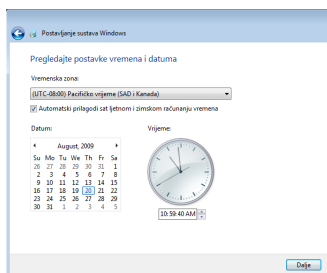 Postavljanje sustava Windows
Pregledajte postavke vremena i datuma
Vremenska zona:
(UTC-08:00) Pacifičko vrijeme (SAD i Kanada)
Automatski prilagodi sat ljetnom i zimskom računanju vremena
Datum:
Vrijeme:
August, 2009
Su Mo Tu We Th Fr Sa
26 27 28 29 30 31 1
2 3 4 5 6 7 8
9 10 11 12 13 14 15
16 17 18 19 20 21 22
23 24 25 26 27 28 29
30 31 1 2 3 4 5
10:59:40 AM
Dalje